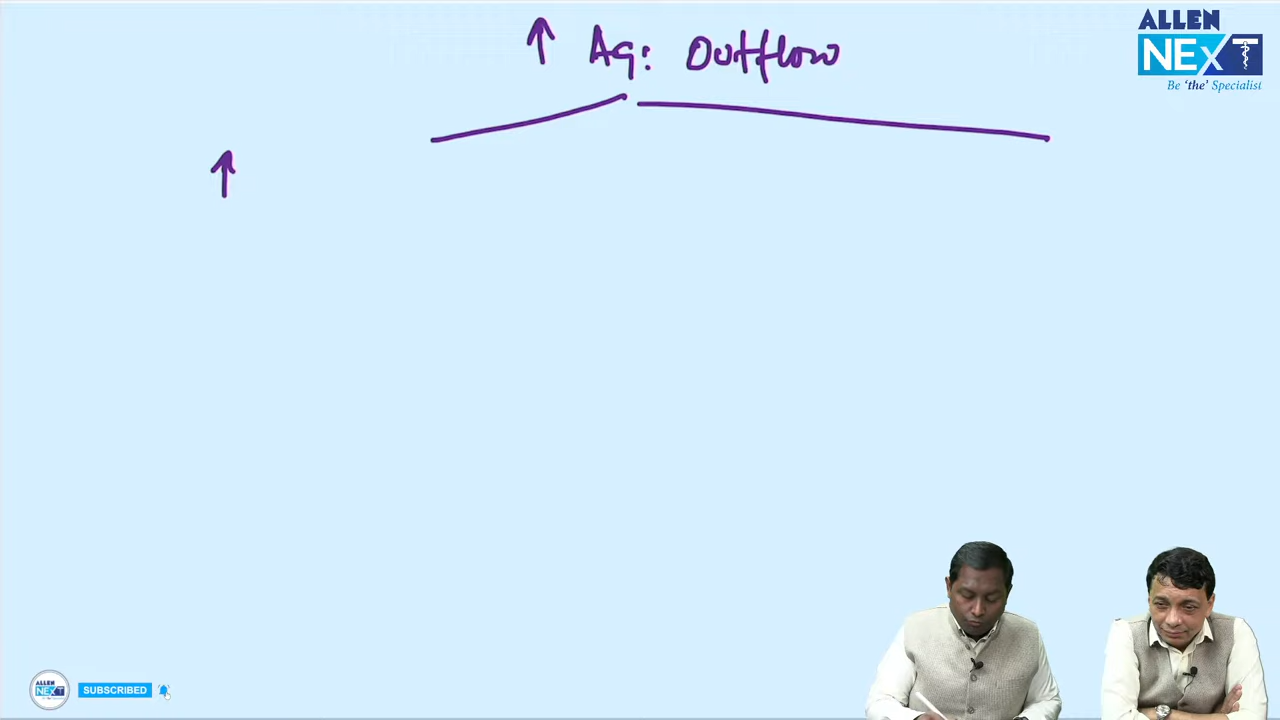 ↑ Aq: Outflow
↑
ALLEN
NExT
Be 'the' Specialist
ALLEN
NEXT
SUBSCRIBED